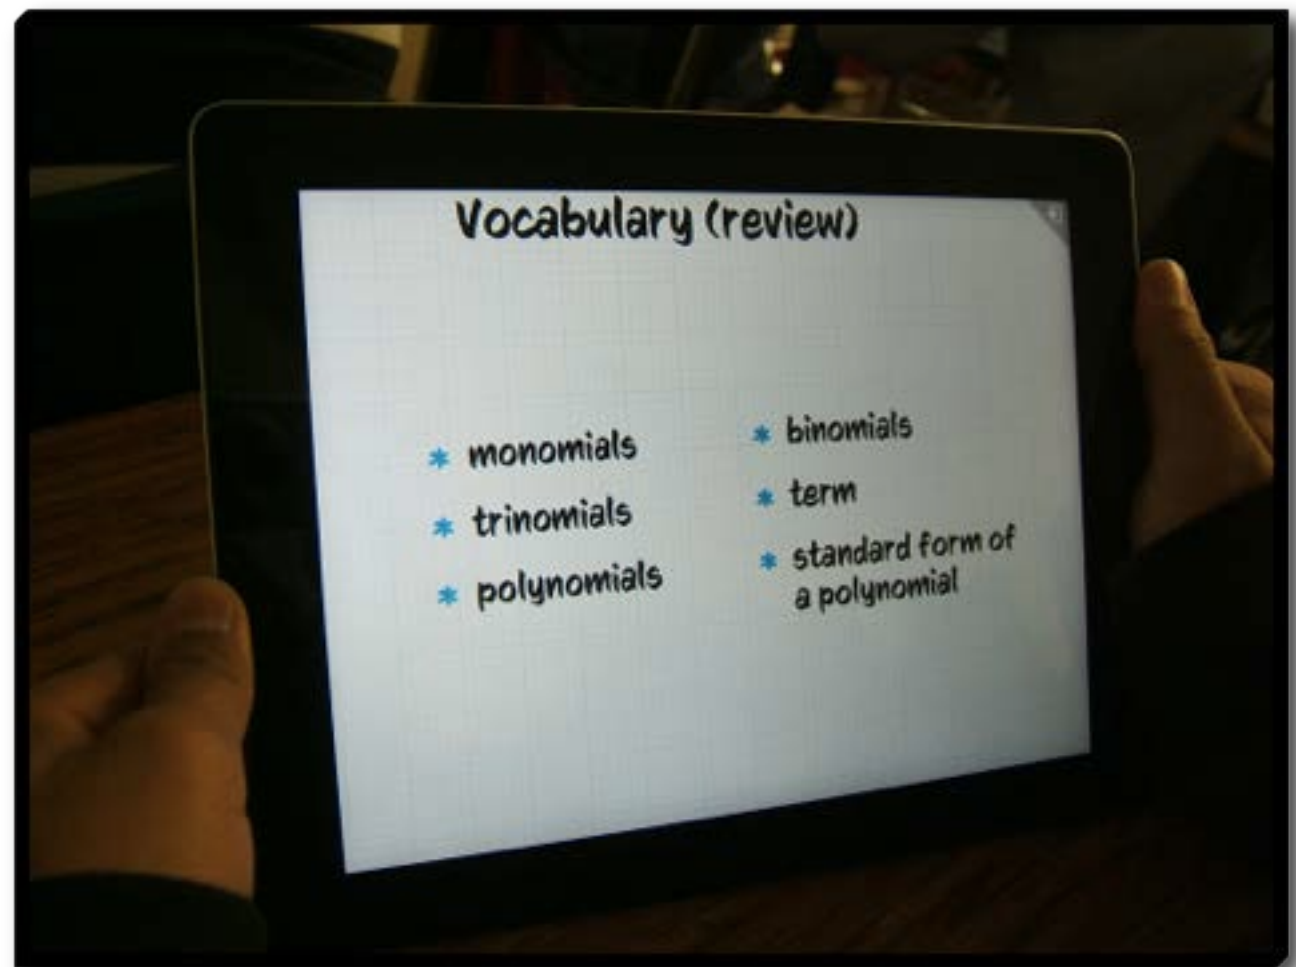 Vocabulary (review)
* monomials
* trinomials
* polynomials
* binomials
* term
* standard form of
a polynomial